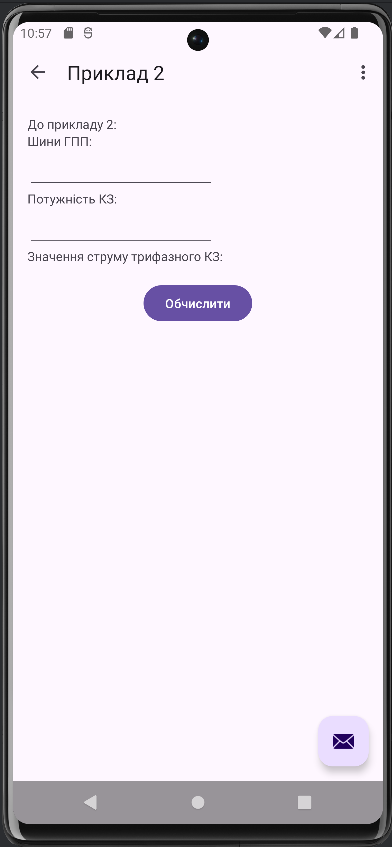 10:57
Приклад 2
До прикладу 2:
Шини ГПП:
Потужність КЗ:
Значення струму трифазного КЗ:
Обчислити